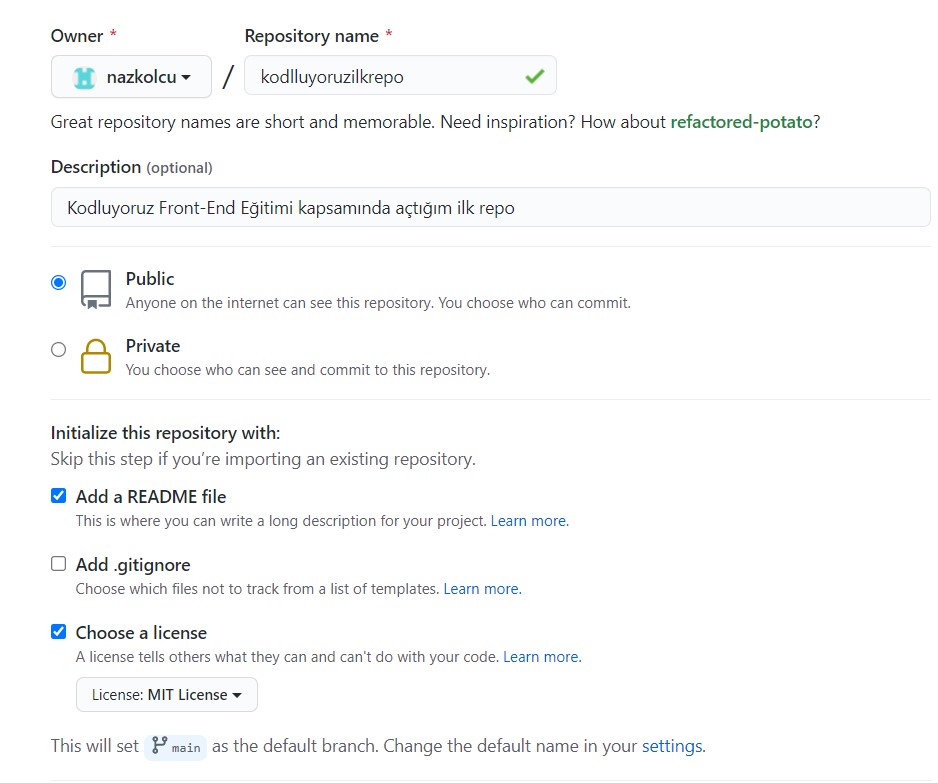 Owner * Repository name *
nazkolcu / kodlluyoruzilkrepo
Great repository names are short and memorable. Need inspiration? How about refactored-potato?
Description (optional)
Kodluyoruz Front-End Eğitimi kapsamında açtığım ilk repo
Public
Anyone on the internet can see this repository. You choose who can commit.
Private
You choose who can see and commit to this repository.
Initialize this repository with:
Skip this step if you’re importing an existing repository.
Add a README file
This is where you can write a long description for your project. Learn more.
Add .gitignore
Choose which files not to track from a list of templates. Learn more.
Choose a license
A license tells others what they can and can't do with your code. Learn more.
License: MIT License
This will set main as the default branch. Change the default name in your settings.